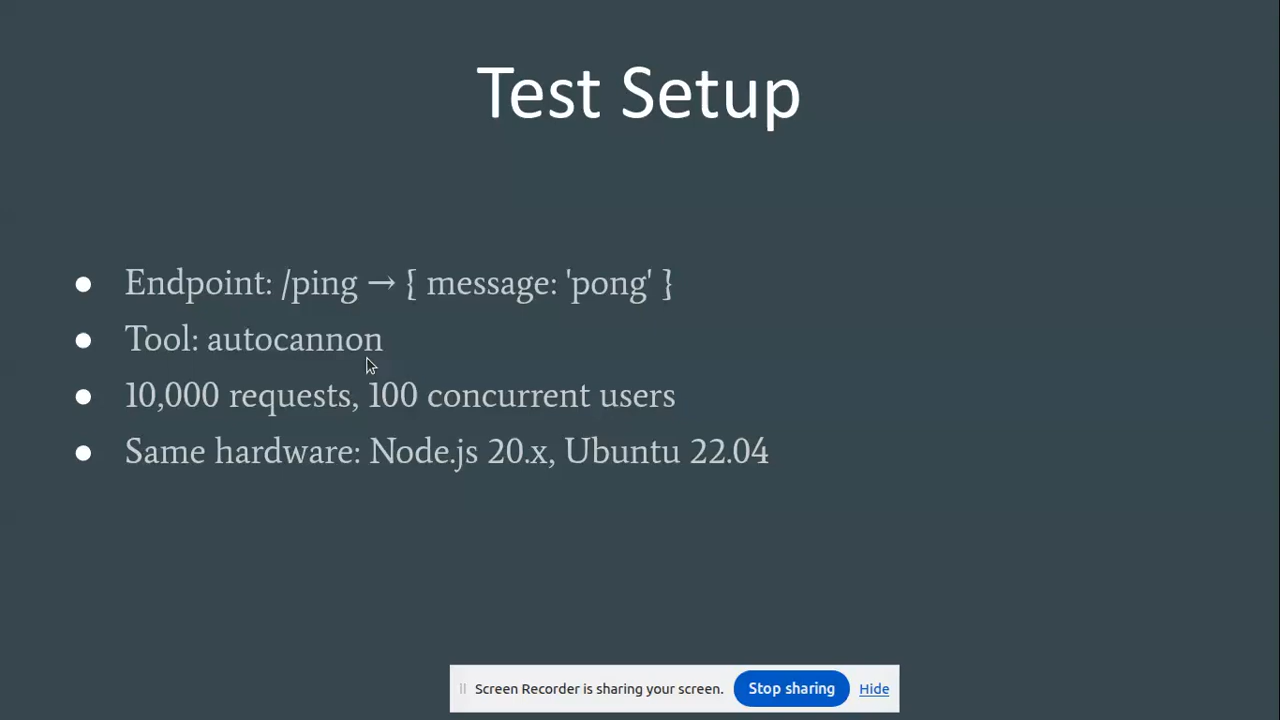 Test Setup
● Endpoint: /ping → { message: 'pong' }
● Tool: autocannon
● 10,000 requests, 100 concurrent users
● Same hardware: Node.js 20.x, Ubuntu 22.04
Screen Recorder is sharing your screen. Stop sharing Hide